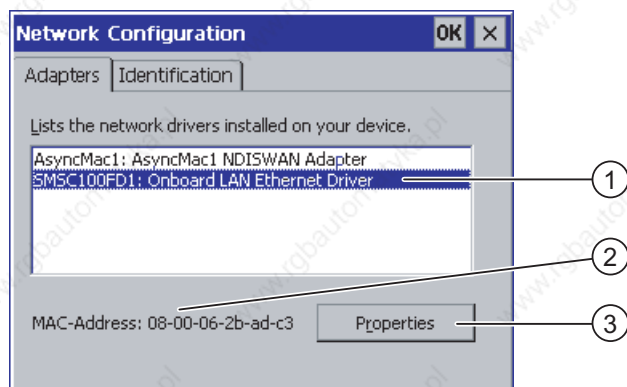 Network Configuration OK ×
Adapters Identification
Lists the network drivers installed on your device.
AsyncMac1: AsyncMac1 NDISWAN Adapter
SMSC100FD1: Onboard LAN Ethernet Driver
1
2
MAC-Address: 08-00-06-2b-ad-c3 Properties
3